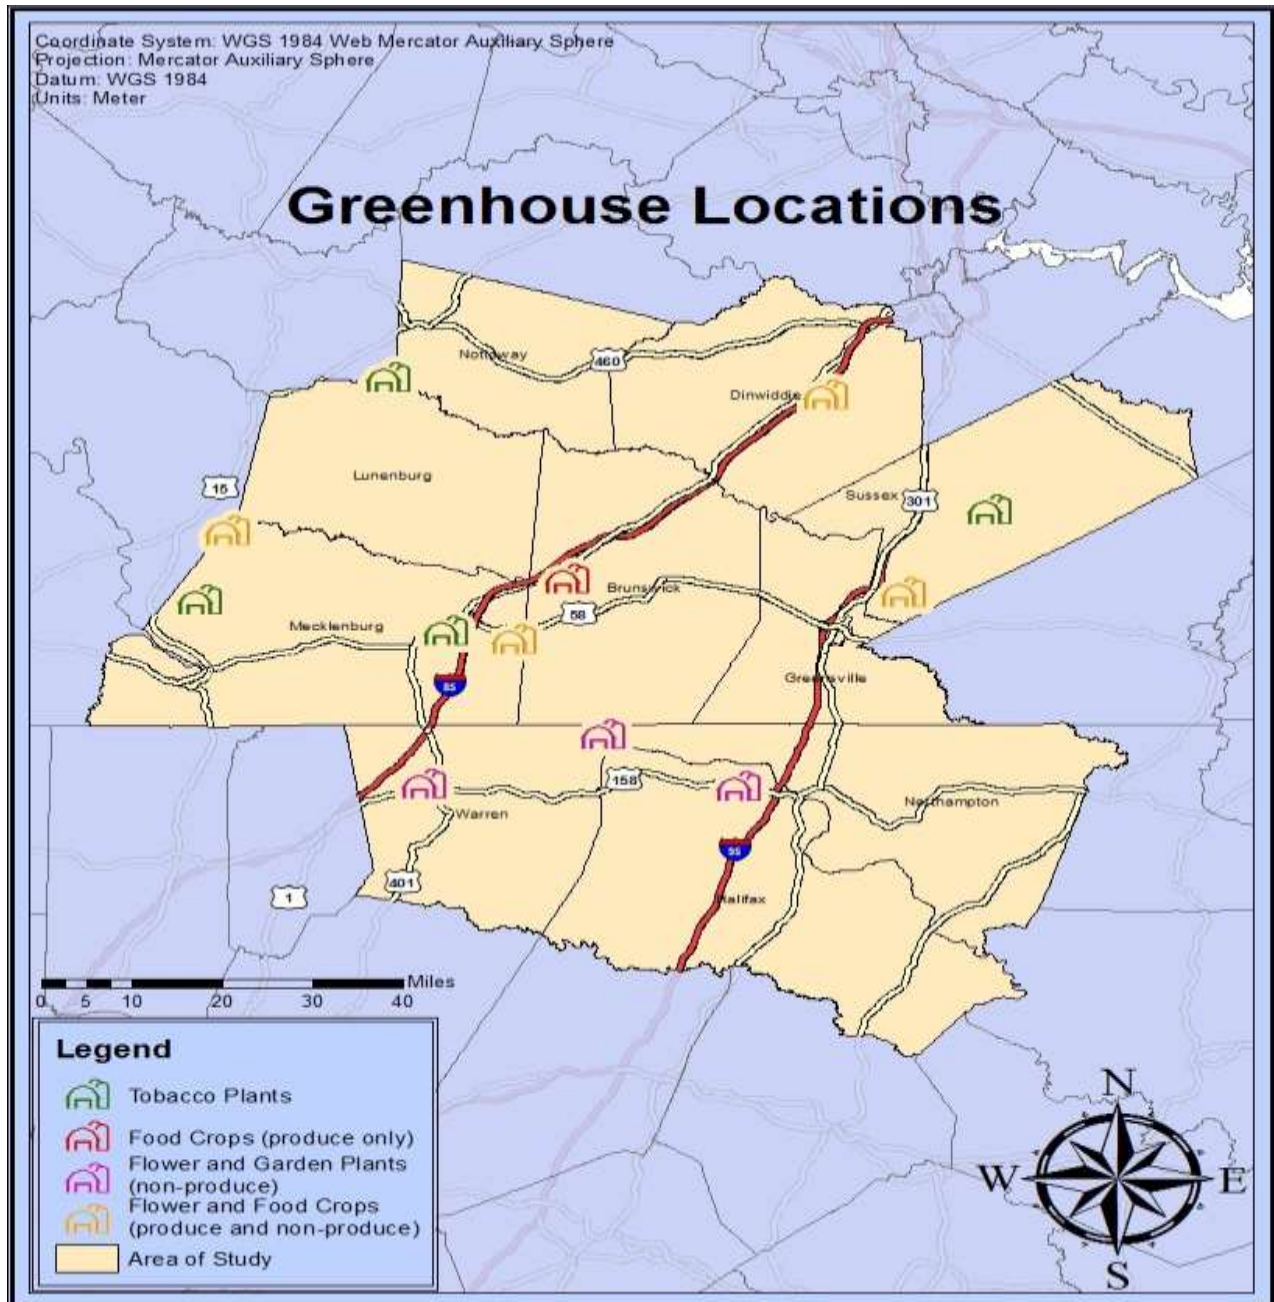 Coordinate System: WGS 1984 Web Mercator Auxiliary Sphere
Projection: Mercator Auxiliary Sphere
Datum: WGS 1984
Units: Meter
Greenhouse Locations
Nottoway
460
Dinwiddie
Lunenburg
15
Sussex
301
Brunswick
58
Mecklenburg
85
Greensville
158
Northampton
Warren
95
401
1
Halifax
0 5 10 20 30 40 Miles
Legend
Tobacco Plants
Food Crops (produce only)
Flower and Garden Plants
(non-produce)
Flower and Food Crops
(produce and non-produce)
Area of Study
N
W
E
S